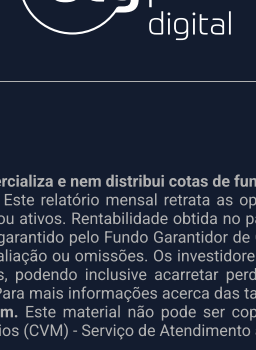 digital
ercializa e nem distribui cotas de fun
Este relatório mensal retrata as op
ou ativos. Rentabilidade obtida no pa
garantido pelo Fundo Garantidor de
aliação ou omissões. Os investidore
s, podendo inclusive acarretar perd
Para mais informações acerca das ta
m. Este material não pode ser cop
ios (CVM) - Serviço de Atendimento